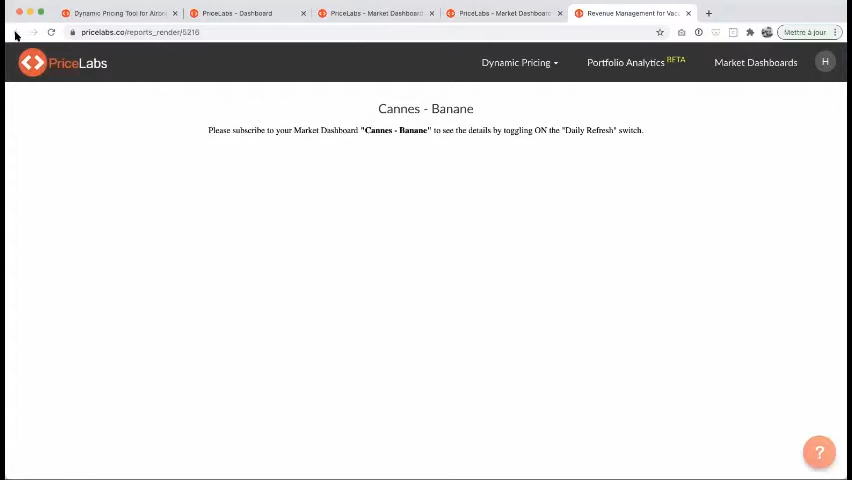 Dynamic Pricing Tool for Airbn
PriceLabs - Dashboard
PriceLabs - Market Dashboard
PriceLabs - Market Dashboard
Revenue Management for Vac
pricelabs.co/reports_render/5216
Mettre à jour
PriceLabs
Dynamic Pricing
Portfolio Analytics BETA
Market Dashboards
H
Cannes - Banane
Please subscribe to your Market Dashboard "Cannes - Banane" to see the details by toggling ON the "Daily Refresh" switch.
?